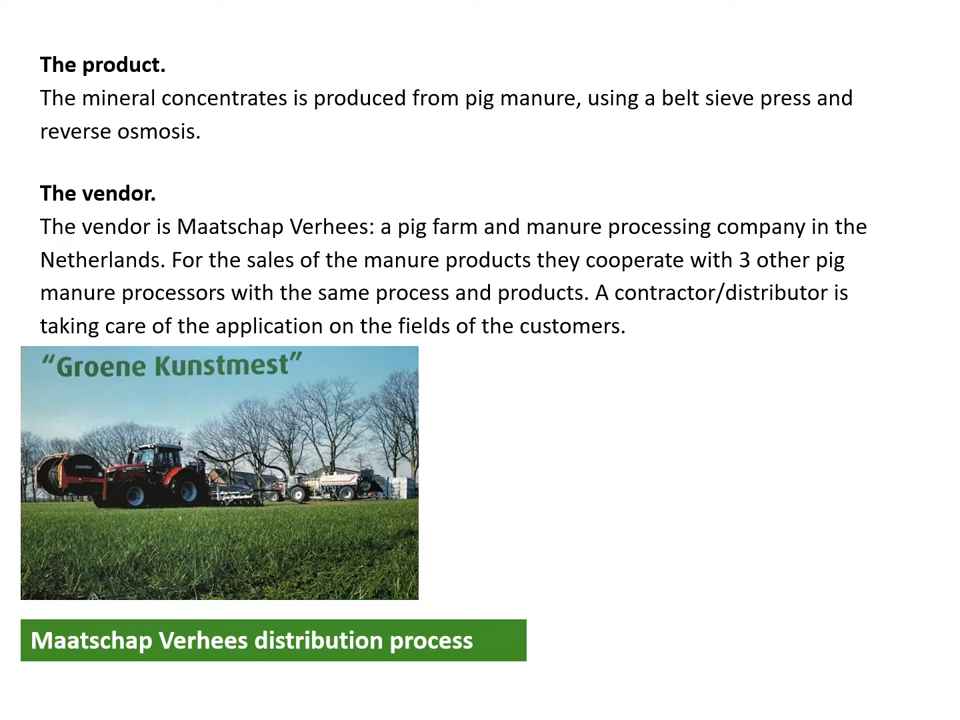 The product.
The mineral concentrates is produced from pig manure, using a belt sieve press and
reverse osmosis.
The vendor.
The vendor is Maatschap Verhees: a pig farm and manure processing company in the
Netherlands. For the sales of the manure products they cooperate with 3 other pig
manure processors with the same process and products. A contractor/distributor is
taking care of the application on the fields of the customers.
“Groene Kunstmest”
Maatschap Verhees distribution process